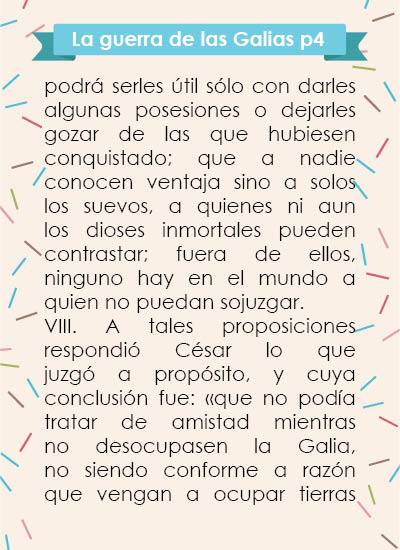 La guerra de las Galias p4
podrá serles útil sólo con darles
algunas posesiones o dejarles
gozar de las que hubiesen
conquistado; que a nadie
conocen ventaja sino a solos
los suevos, a quienes ni aun
los dioses inmortales pueden
contrastar; fuera de ellos,
ninguno hay en el mundo a
quien no puedan sojuzgar.
VIII. A tales proposiciones
respondió César lo que
juzgó a propósito, y cuya
conclusión fue: «que no podía
tratar de amistad mientras
no desocupasen la Galia,
no siendo conforme a razón
que vengan a ocupar tierras